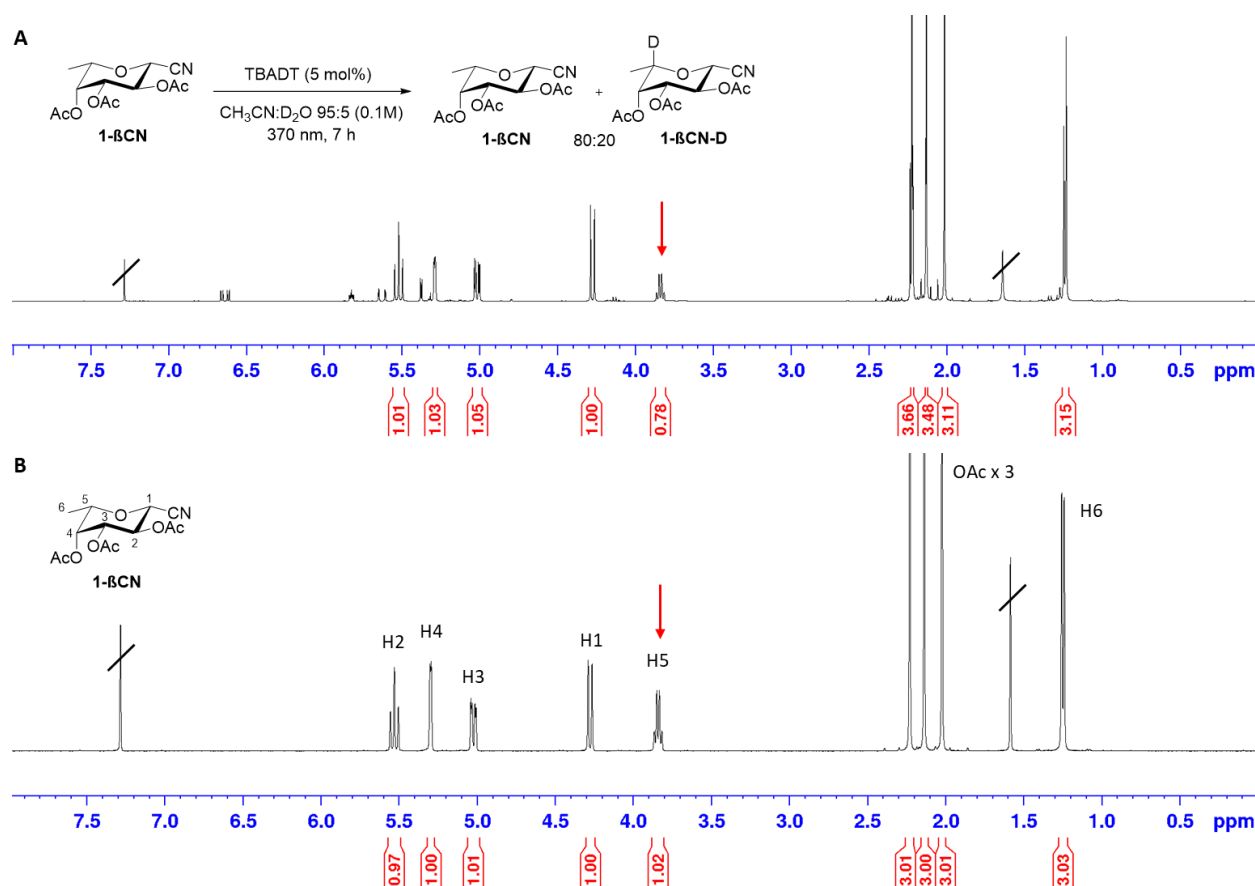 A
D
O
CN
OAc
OAc
AcO
1-ßCN
TBADT (5 mol%)
CH₃CN:D₂O 95:5 (0.1M)
370 nm, 7 h
O
CN
OAc
OAc
AcO
1-ßCN
+
80:20
O
CN
OAc
OAc
AcO
1-ßCN-D
7.5 7.0 6.5 6.0 5.5 5.0 4.5 4.0 3.5 3.0 2.5 2.0 1.5 1.0 0.5 ppm
1.01 1.03 1.05 1.00 0.78 3.66 3.48 3.11 3.15
B
6 5 O 1 CN
4 3 2 OAc
OAc
AcO
1-ßCN
OAc x 3
H6
H2 H4 H3 H1 H5
7.5 7.0 6.5 6.0 5.5 5.0 4.5 4.0 3.5 3.0 2.5 2.0 1.5 1.0 0.5 ppm
0.97 1.00 1.01 1.00 1.02 3.01 3.00 3.01 3.03